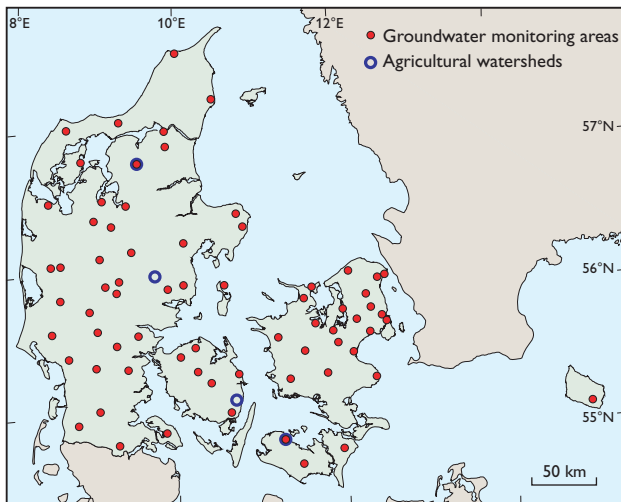 8°E 10°E 12°E
Groundwater monitoring areas
Agricultural watersheds
57°N
56°N
55°N
50 km